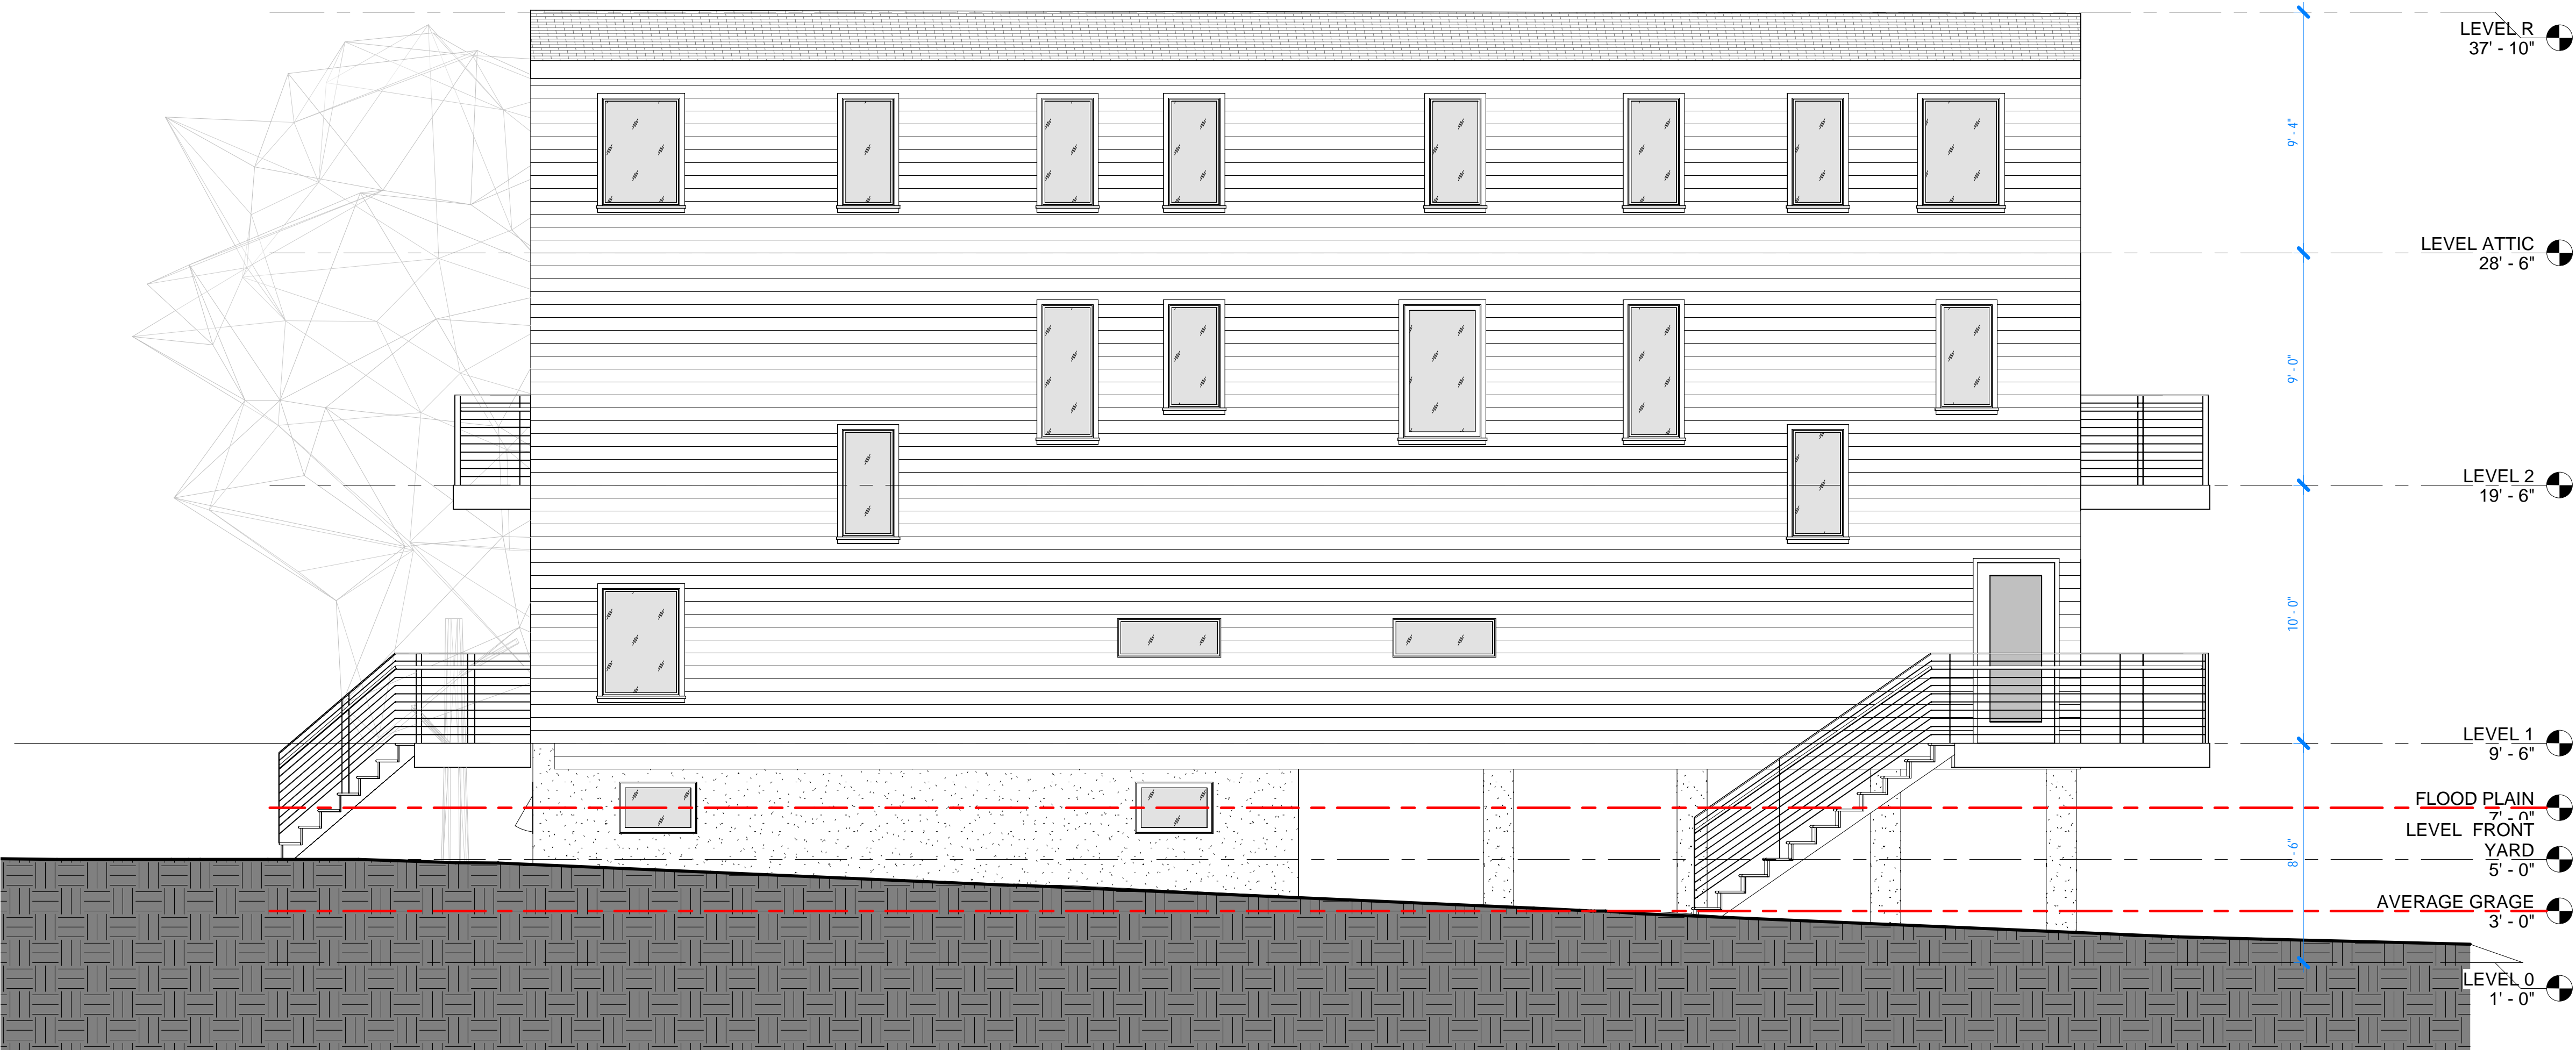 LEVEL R
37' - 10"
9' - 4"
LEVEL ATTIC
28' - 6"
9' - 0"
LEVEL 2
19' - 6"
10' - 0"
LEVEL 1
9' - 6"
FLOOD PLAIN
7' - 0"
LEVEL FRONT
YARD
5' - 0"
8' - 6"
AVERAGE GRAGE
3' - 0"
LEVEL 0
1' - 0"